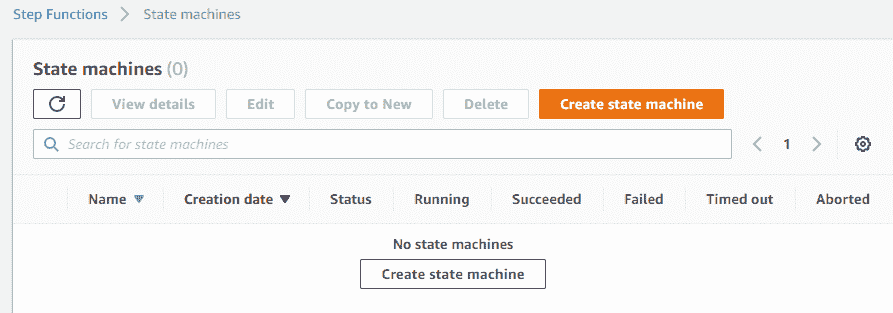 Step Functions > State machines
State machines (0)
View details Edit Copy to New Delete Create state machine
Search for state machines 1
Name Creation date Status Running Succeeded Failed Timed out Aborted
No state machines
Create state machine